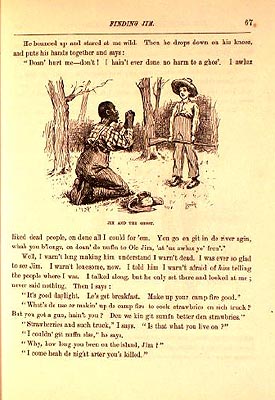 FINDING JIM. 67
He bounced up and stared at me wild. Then he drops down on his knees,
and puts his hands together and says:
"Doan' hurt me—don't! I hain't ever done no harm to a ghos'. I awluz
JIM AND THE GHOST.
liked dead people, en done all I could for 'em. You go en git in de river agin,
whah you b'longs, en doan' do nuffn to Ole Jim, 'at 'uz awluz yo' fren'."
Well, I warn't long making him understand I warn't dead. I was ever so glad
to see Jim. I warn't lonesome, now. I told him I warn't afraid of him telling
the people where I was. I talked along, but he only set there and looked at me;
never said nothing. Then I says:
"It's good daylight. Le's get breakfast. Make up your camp fire good."
"What's de use er makin' up de camp fire to cook strawbries en sich truck?
But you got a gun, hain't you? Den we kin git sumfn better den strawbries."
"Strawberries and such truck," I says. "Is that what you live on?"
"I couldn' git nuffn else," he says.
"Why, how long you been on the island, Jim?"
"I come heah de night arter you's killed."